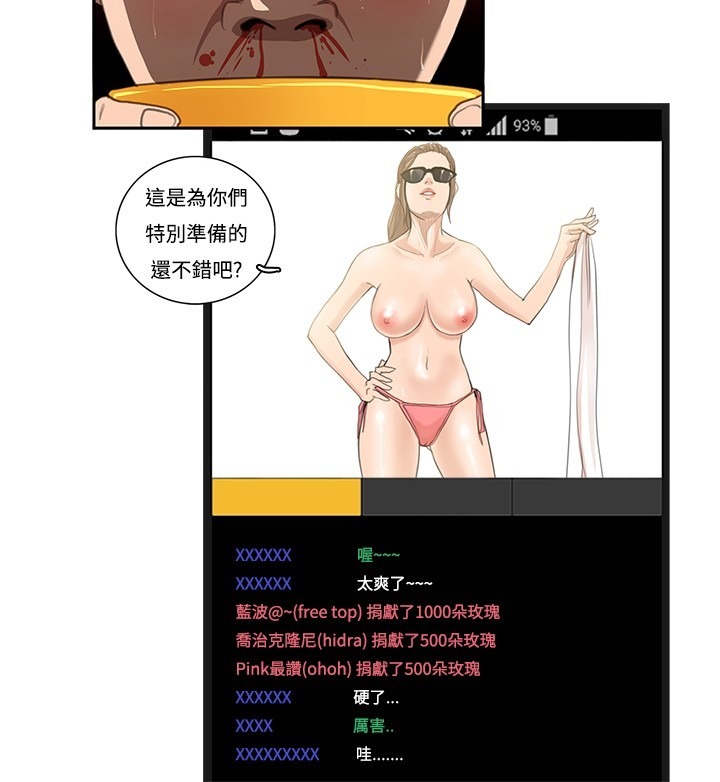 93%
這是為你們
特別準備的
還不錯吧?
XXXXXX 喔~~~
XXXXXX 太爽了~~~
藍波@~(free top) 捐獻了1000朵玫瑰
喬治克隆尼(hidra) 捐獻了500朵玫瑰
Pink最讚(ohoh) 捐獻了500朵玫瑰
XXXXXX 硬了...
XXXX 厲害..
XXXXXXXXX 哇.......